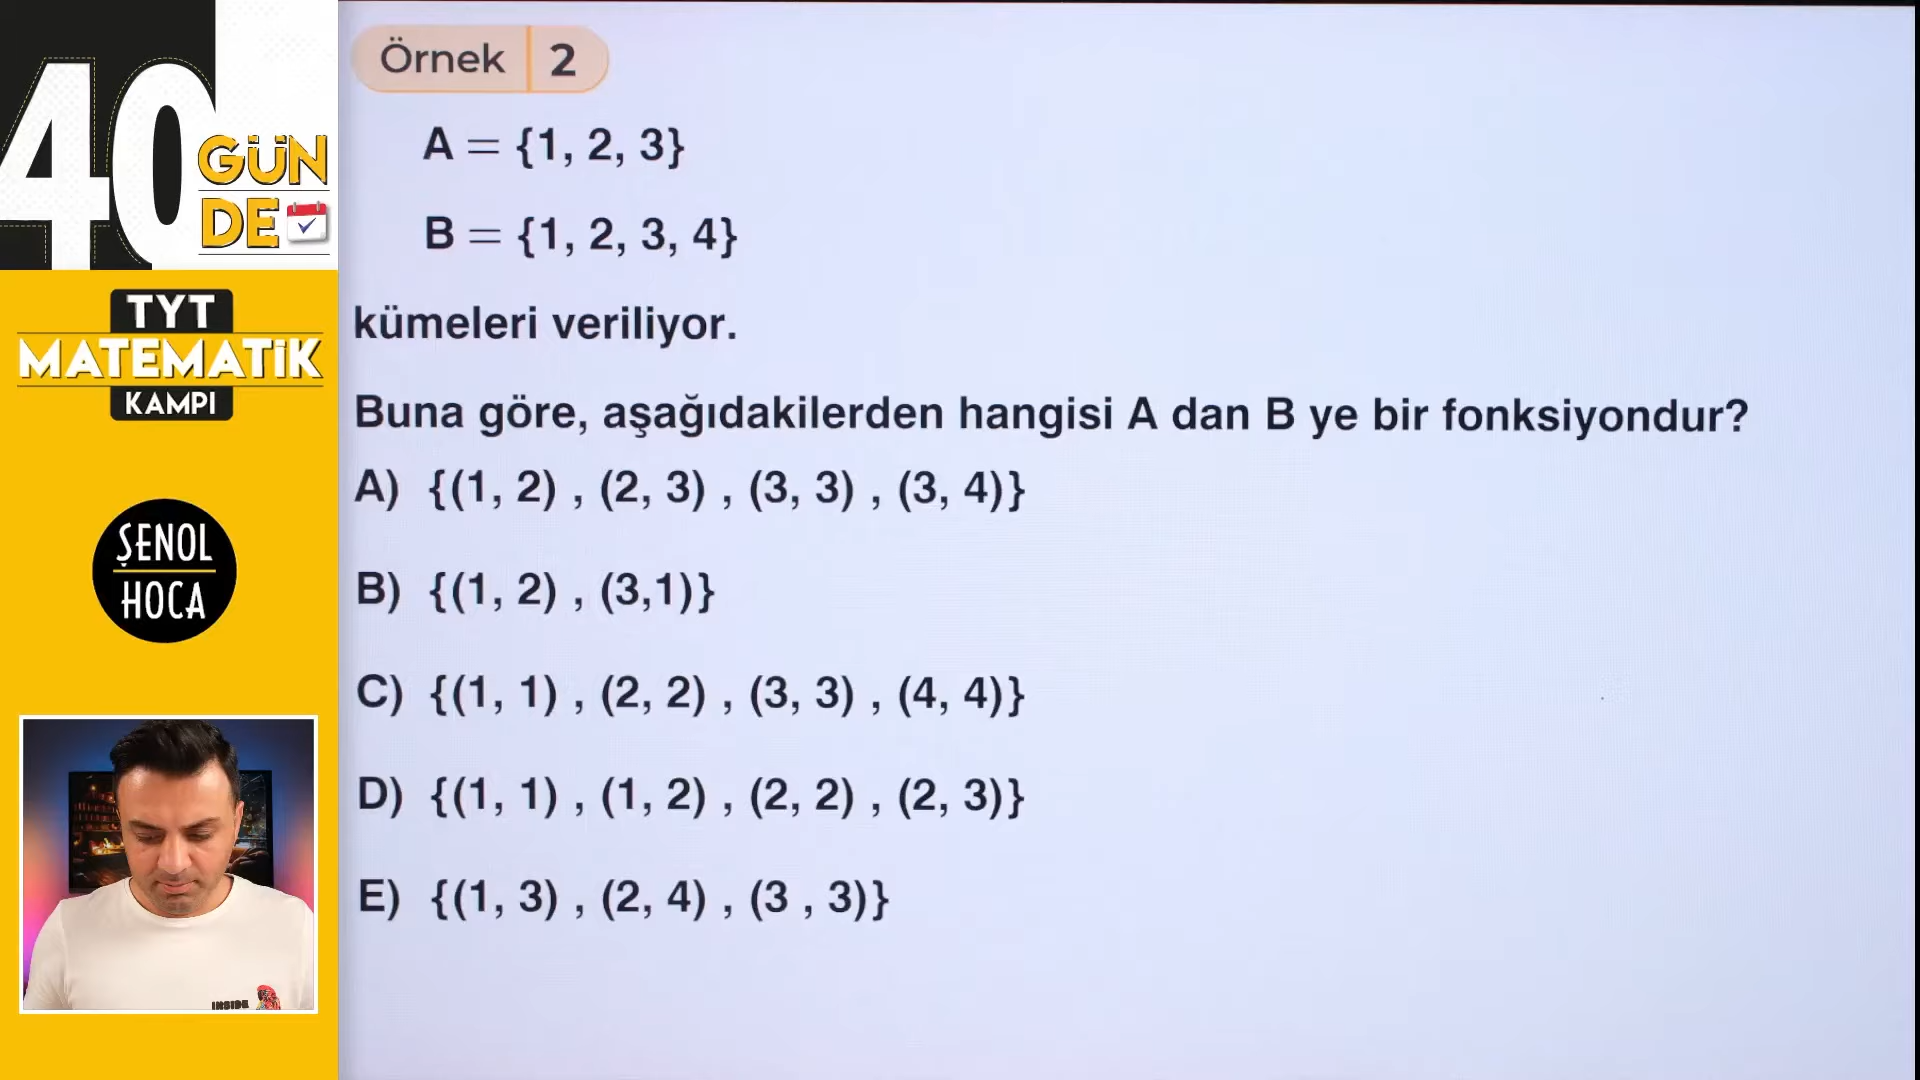 40
GÜN
DE
TYT
MATEMATİK
KAMPI
ŞENOL
HOCA
INSIDE
Örnek 2
A = {1, 2, 3}
B = {1, 2, 3, 4}
kümeleri veriliyor.
Buna göre, aşağıdakilerden hangisi A dan B ye bir fonksiyondur?
A) {(1, 2) , (2, 3) , (3, 3) , (3, 4)}
B) {(1, 2) , (3,1)}
C) {(1, 1) , (2, 2) , (3, 3) , (4, 4)}
D) {(1, 1) , (1, 2) , (2, 2) , (2, 3)}
E) {(1, 3) , (2, 4) , (3 , 3)}